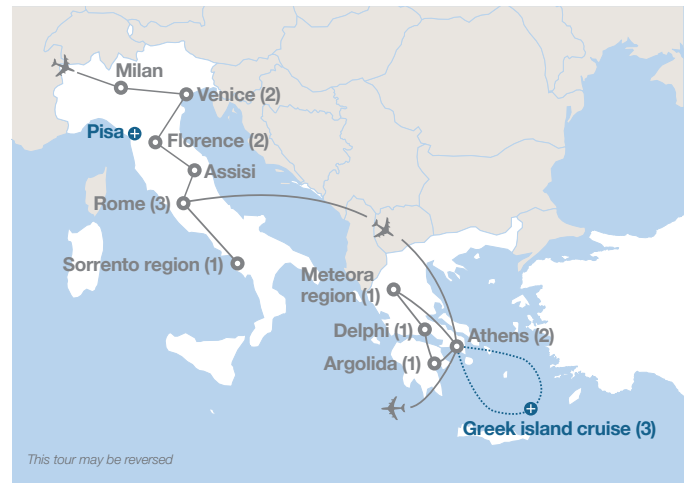 Milan
Venice (2)
Pisa
Florence (2)
Assisi
Rome (3)
Sorrento region (1)
Meteora
region (1)
Delphi (1)
Athens (2)
Argolida (1)
Greek island cruise (3)
This tour may be reversed